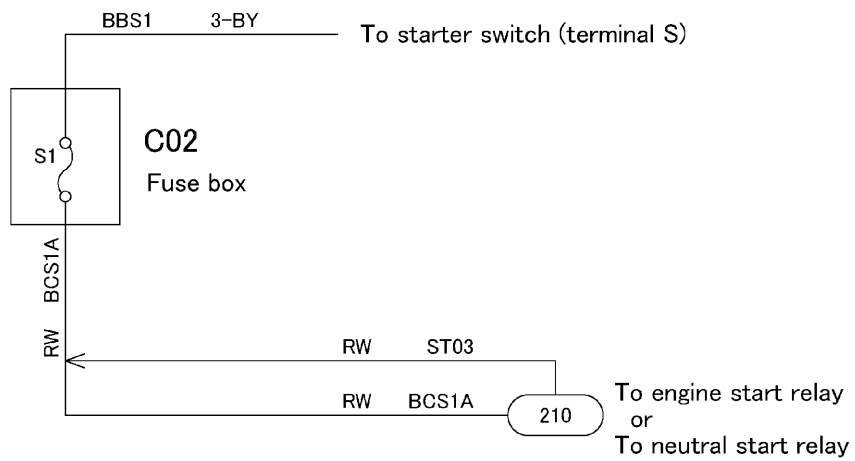 BBS1 3-BY To starter switch (terminal S)
S1
C02
Fuse box
BCS1A
RW
RW ST03
RW BCS1A
210
To engine start relay
or
To neutral start relay